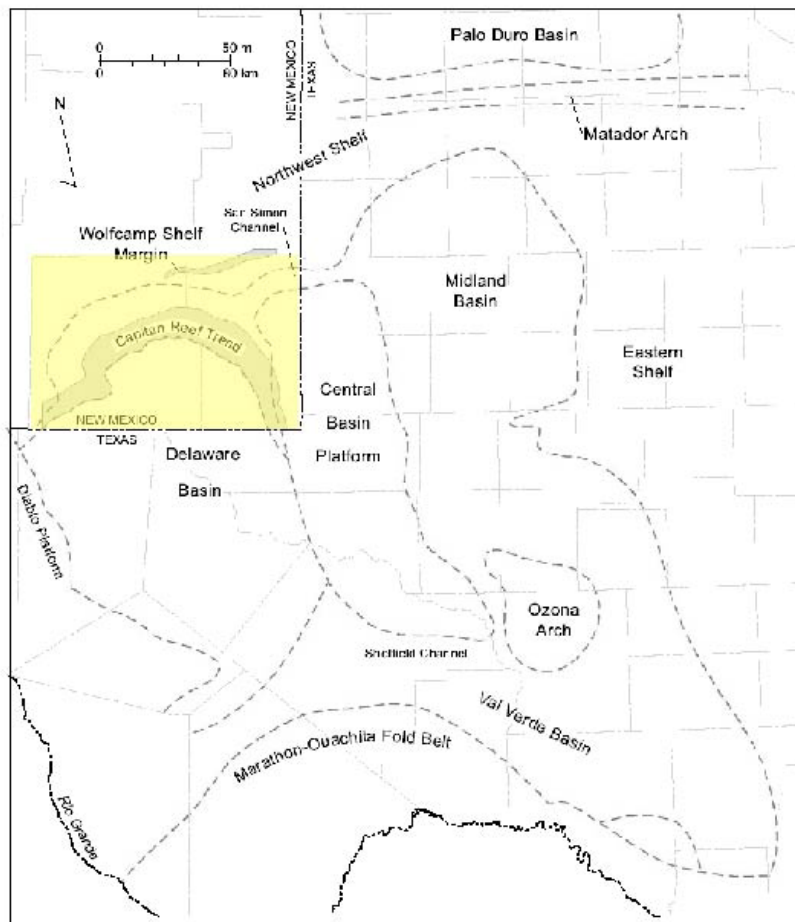 Palo Duro Basin
0 50 m
0 80 km
NEW MEXICO
TEXAS
N
Matador Arch
Northwest Shelf
San Simon
Channel
Wolfcamp Shelf
Margin
Midland
Basin
Capitan Reef Trend
Eastern
Shelf
Central
Basin
Platform
NEW MEXICO
TEXAS
Delaware
Basin
Diablo Platform
Ozona
Arch
Sheffield Channel
Val Verde Basin
Marathon-Ouachita Fold Belt
Rio Grande